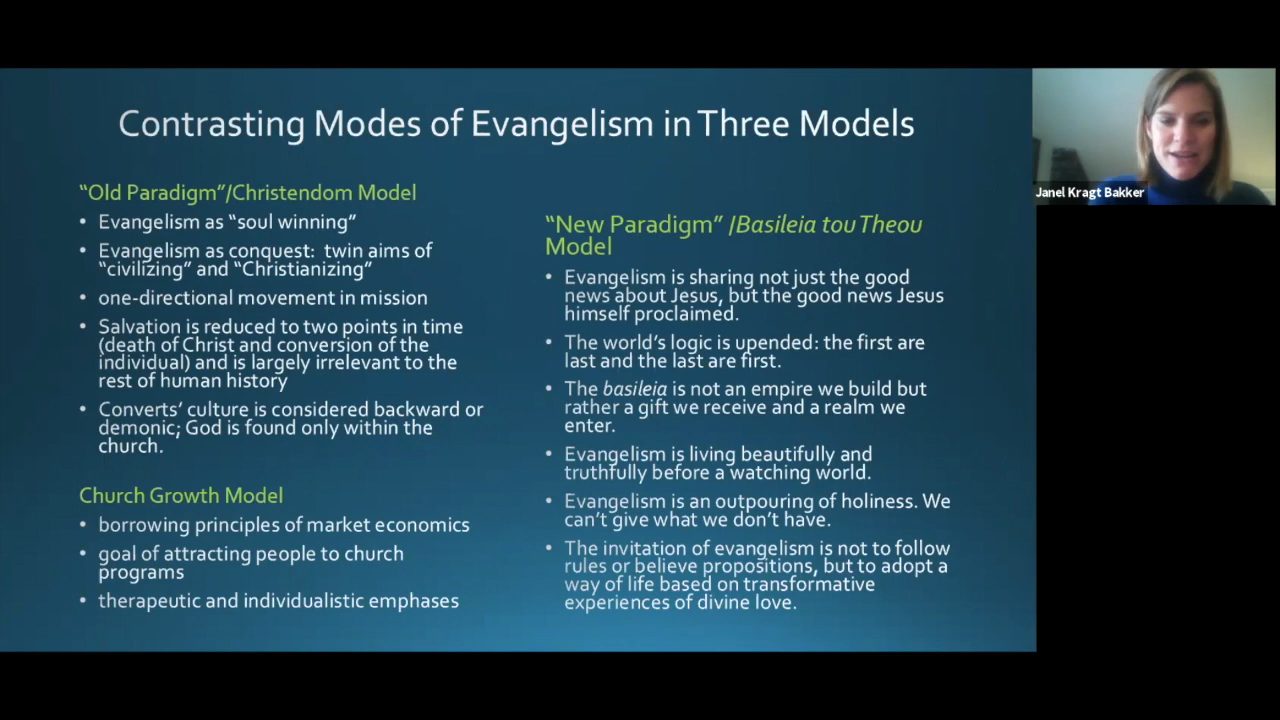 Contrasting Modes of Evangelism in Three Models
"Old Paradigm"/Christendom Model
• Evangelism as "soul winning"
• Evangelism as conquest:  twin aims of
"civilizing" and "Christianizing"
• one-directional movement in mission
• Salvation is reduced to two points in time
(death of Christ and conversion of the
individual) and is largely irrelevant to the
rest of human history
• Converts' culture is considered backward or
demonic; God is found only within the
church.
Church Growth Model
• borrowing principles of market economics
• goal of attracting people to church
programs
• therapeutic and individualistic emphases
"New Paradigm" /Basileia tou Theou
Model
• Evangelism is sharing not just the good
news about Jesus, but the good news Jesus
himself proclaimed.
• The world's logic is upended: the first are
last and the last are first.
• The basileia is not an empire we build but
rather a gift we receive and a realm we
enter.
• Evangelism is living beautifully and
truthfully before a watching world.
• Evangelism is an outpouring of holiness. We
can't give what we don't have.
• The invitation of evangelism is not to follow
rules or believe propositions, but to adopt a
way of life based on transformative
experiences of divine love.
Janel Kragt Bakker